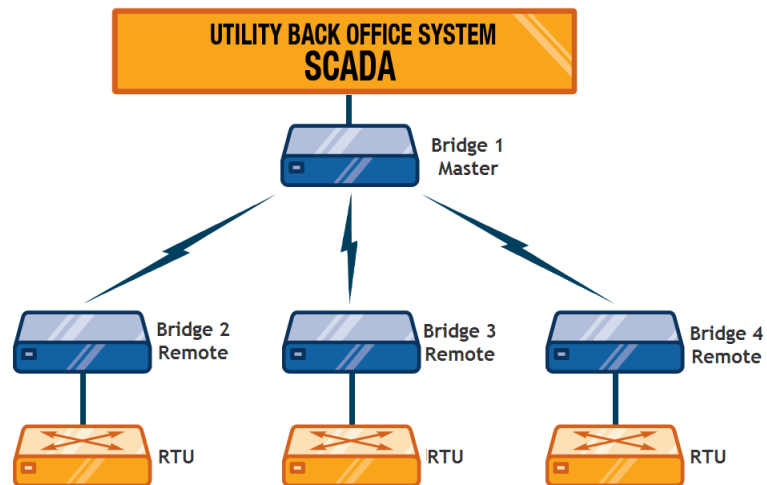 UTILITY BACK OFFICE SYSTEM
SCADA
Bridge 1
Master
Bridge 2
Remote
Bridge 3
Remote
Bridge 4
Remote
RTU
RTU
RTU